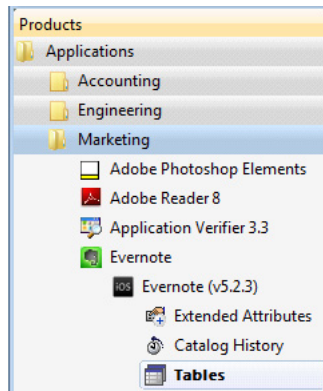 Products
Applications
Accounting
Engineering
Marketing
Adobe Photoshop Elements
Adobe Reader 8
Application Verifier 3.3
Evernote
iOS Evernote (v5.2.3)
Extended Attributes
Catalog History
Tables